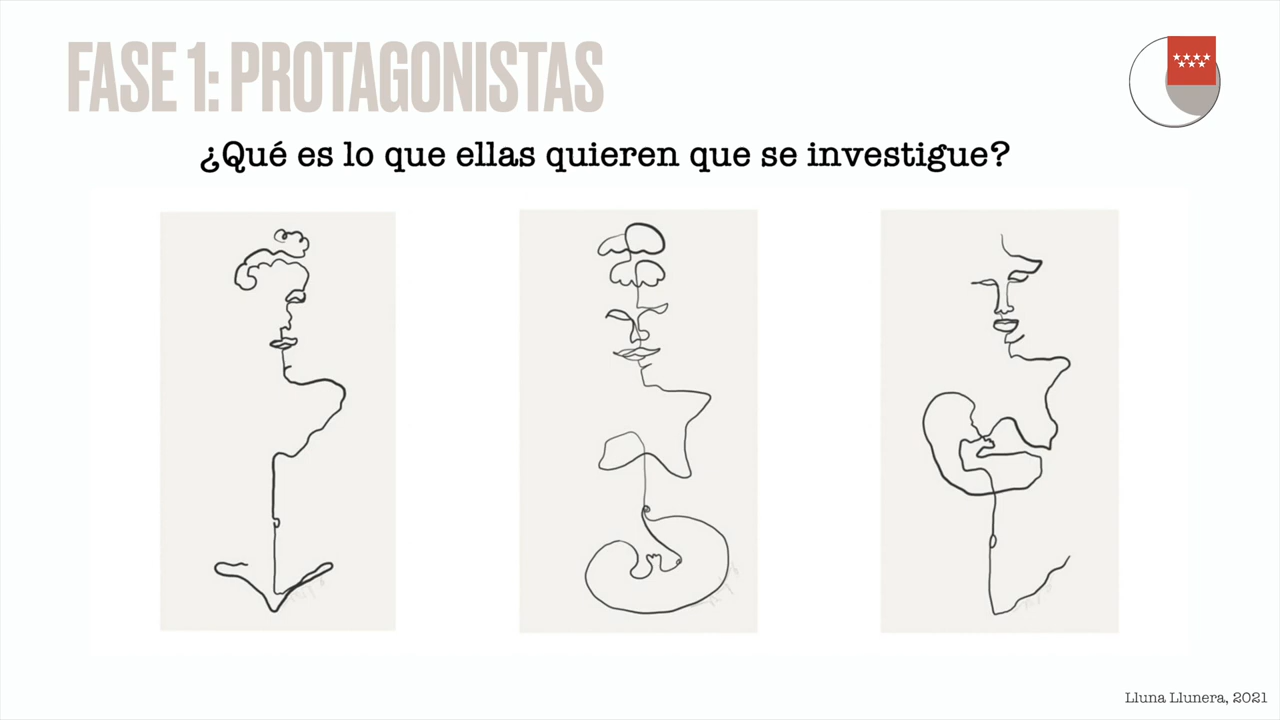 FASE 1: PROTAGONISTAS
¿Qué es lo que ellas quieren que se investigue?
Lluna Llunera, 2021